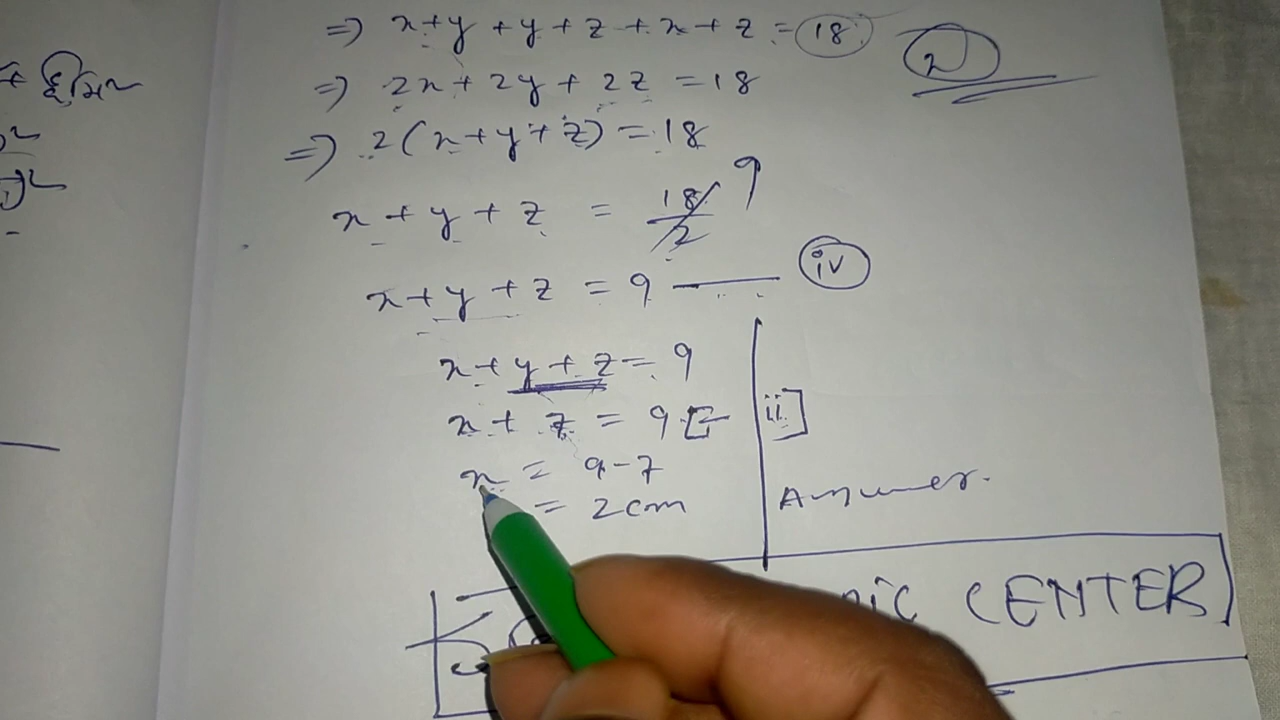 => x+y+y+z+x+z = 18
2
=> 2x+2y+2z = 18
=> 2(x+y+z) = 18
x+y+z = 18/2 9
x+y+z = 9 — iv
x+y+z = 9
x+7 = 9 [— ii]
x = 9-7
= 2cm
Answer.
CENTER